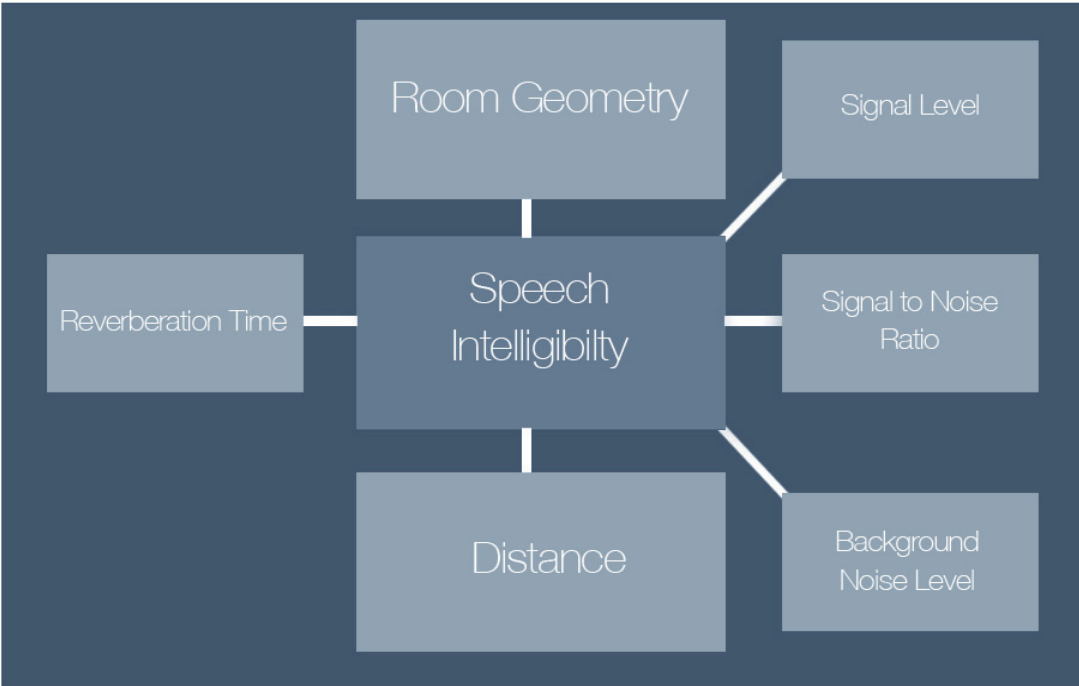 Room Geometry
Signal Level
Speech
Intelligibilty
Reverberation Time
Signal to Noise
Ratio
Distance
Background
Noise Level